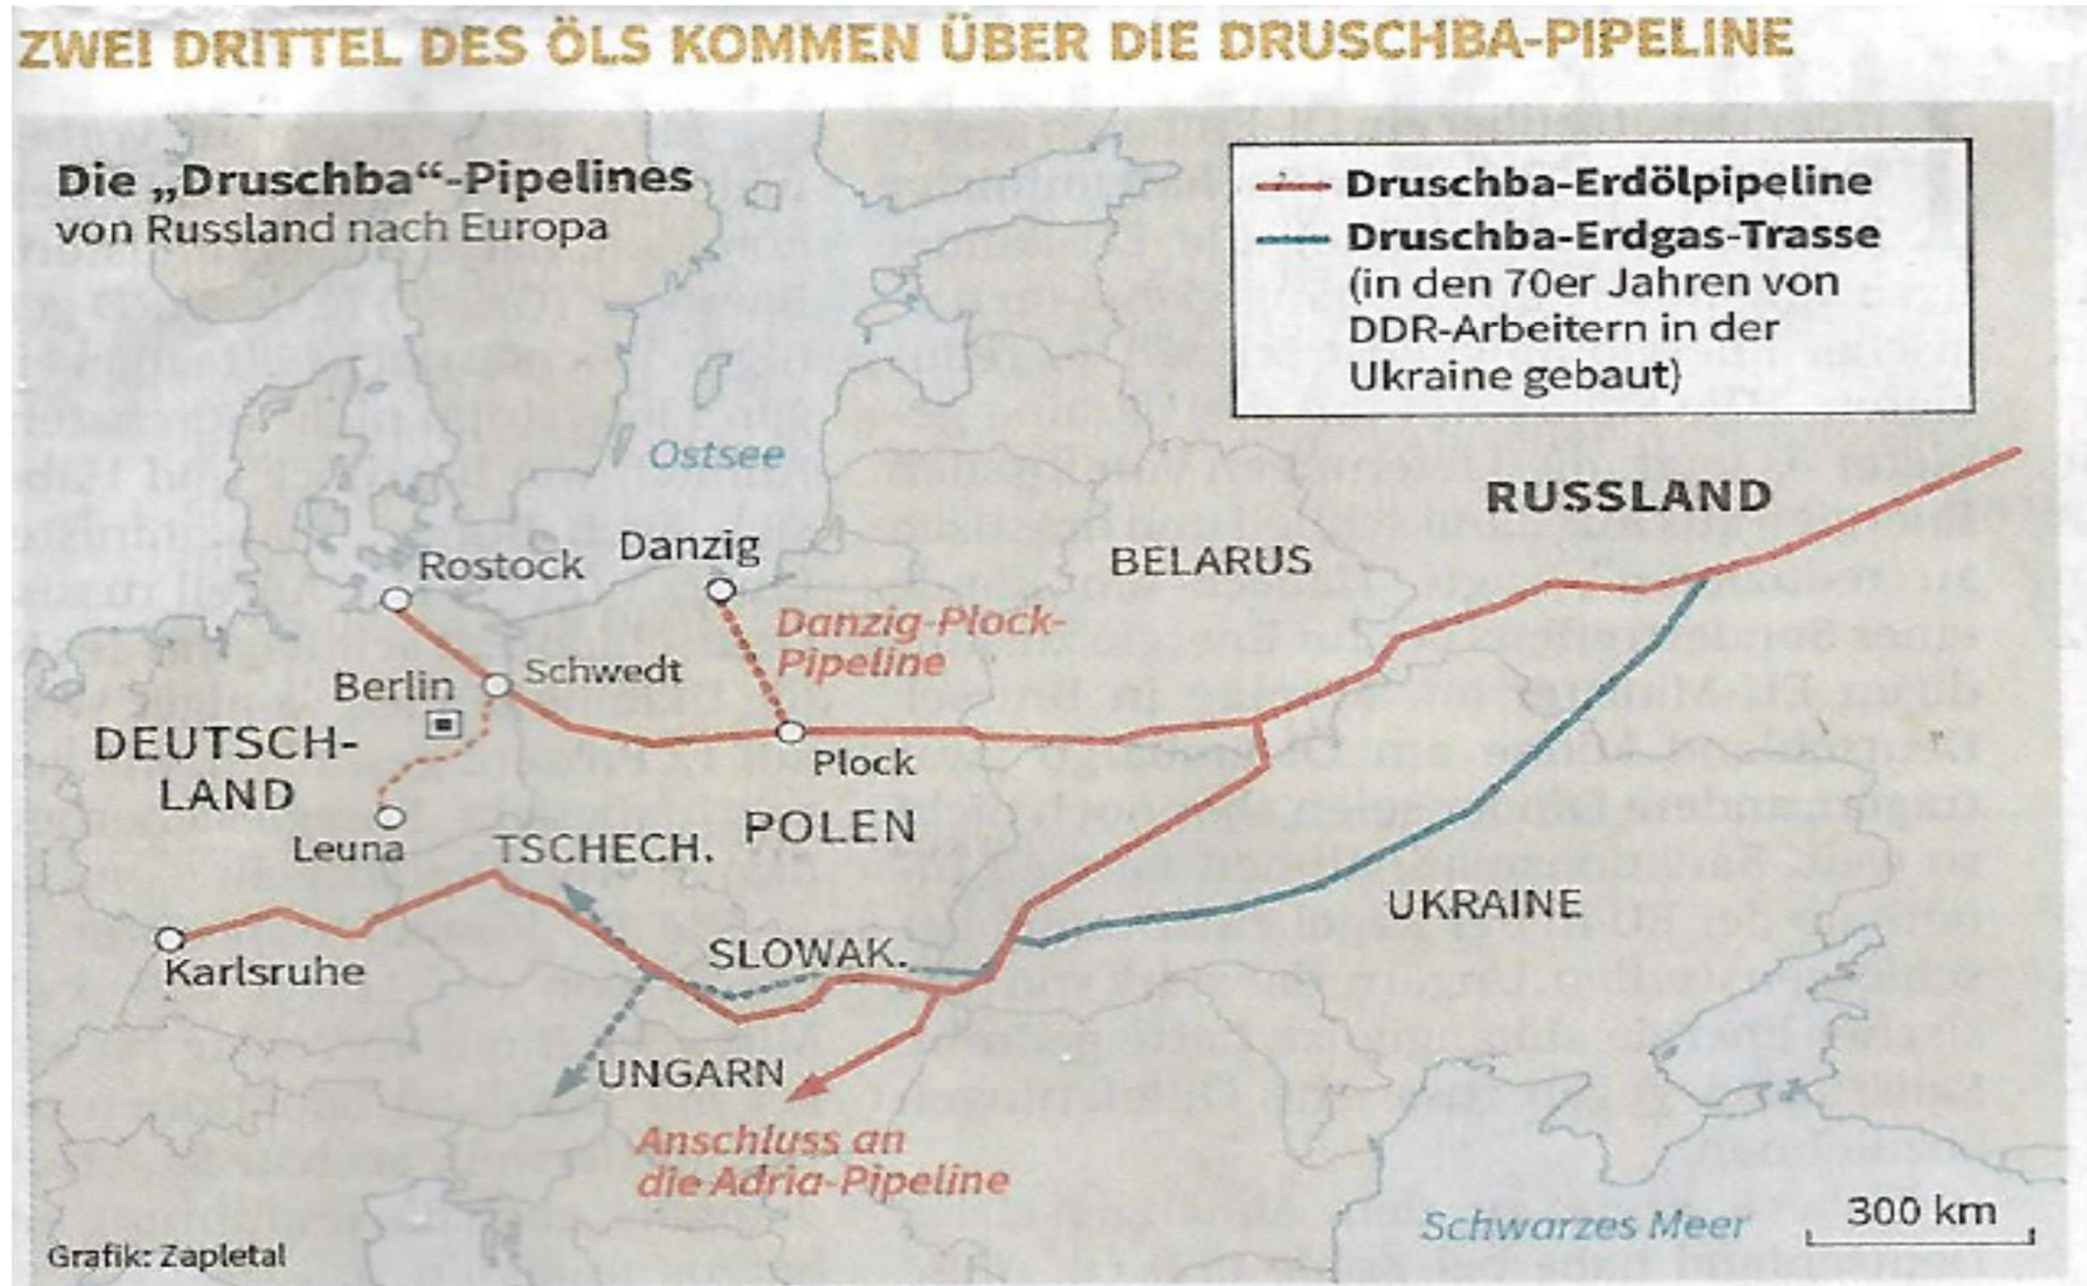 ZWEI DRITTEL DES ÖLS KOMMEN ÜBER DIE DRUSCHBA-PIPELINE
Die „Druschba“-Pipelines
von Russland nach Europa
Druschba-Erdölpipeline
Druschba-Erdgas-Trasse
(in den 70er Jahren von
DDR-Arbeitern in der
Ukraine gebaut)
Ostsee
RUSSLAND
Rostock
Danzig
BELARUS
Danzig-Plock-
Pipeline
Schwedt
Berlin
DEUTSCH-
LAND
Plock
POLEN
Leuna
TSCHECH.
UKRAINE
SLOWAK.
Karlsruhe
UNGARN
Anschluss an
die Adria-Pipeline
Schwarzes Meer
300 km
Grafik: Zapletal